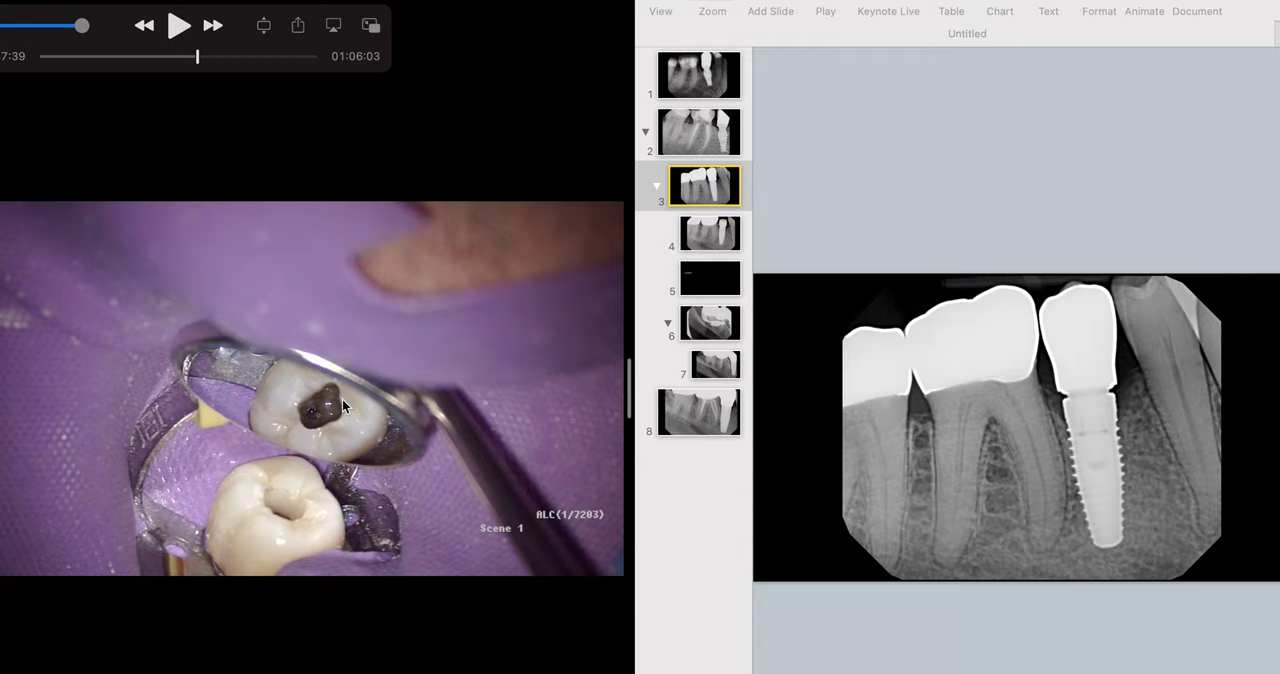 7:39
01:06:03
View Zoom Add Slide Play Keynote Live Table Chart Text Format Animate Document
Untitled
1
2
3
4
5
6
7
8
ALC(1/7203)
Scene 1